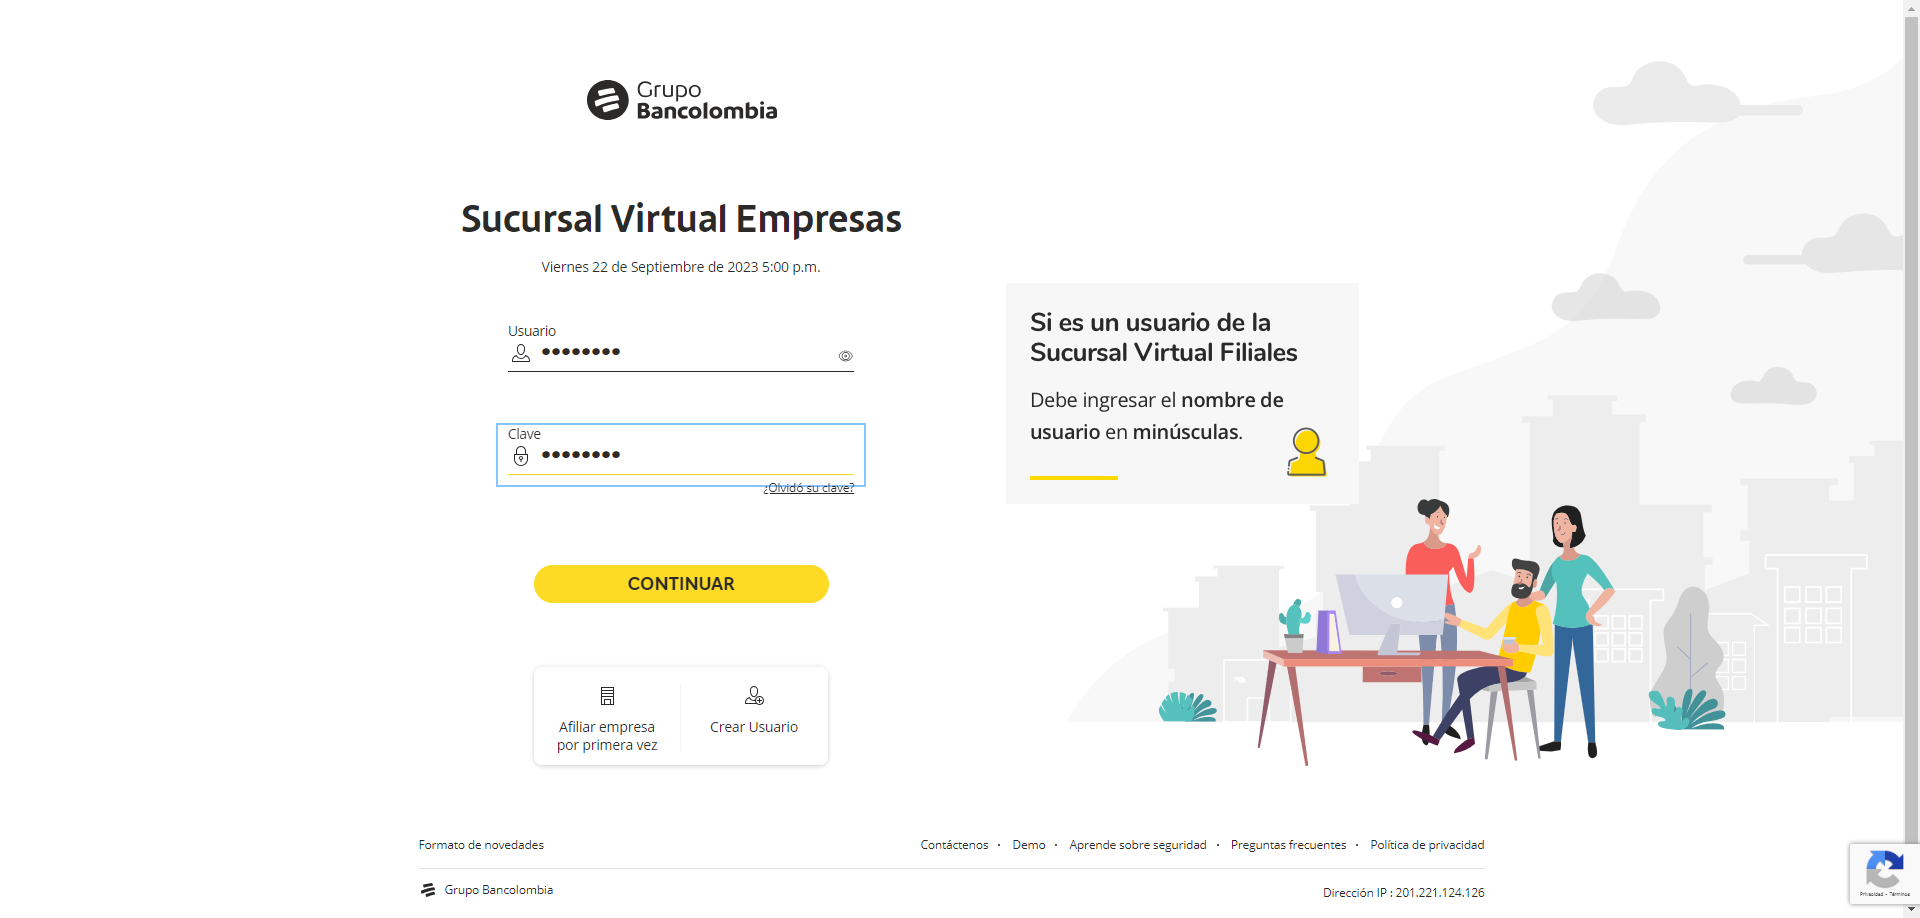 Grupo
Bancolombia
Sucursal Virtual Empresas
Viernes 22 de Septiembre de 2023 5:00 p.m.
Usuario
••••••••
Clave
••••••••
¿Olvidó su clave?
CONTINUAR
Afiliar empresa
por primera vez
Crear Usuario
Si es un usuario de la
Sucursal Virtual Filiales
Debe ingresar el nombre de
usuario en minúsculas.
Formato de novedades
Contáctenos · Demo · Aprende sobre seguridad · Preguntas frecuentes · Política de privacidad
Grupo Bancolombia
Dirección IP : 201.221.124.126
Privacidad - Términos